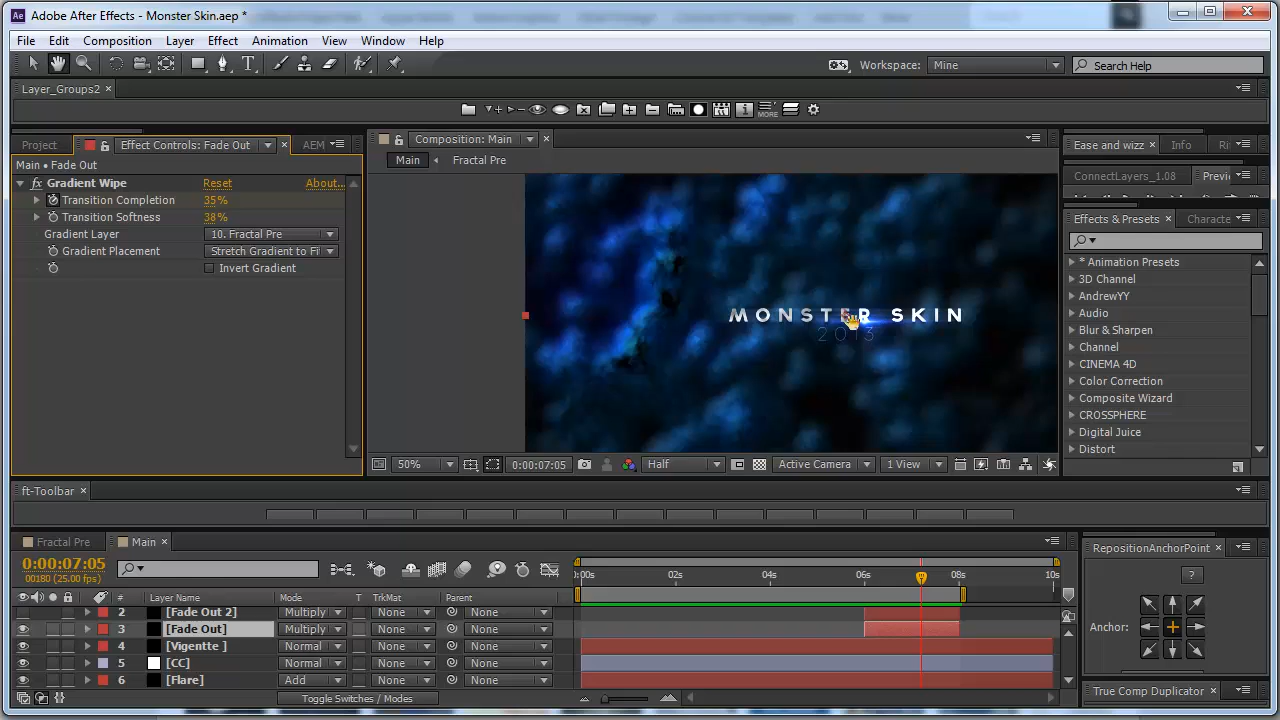 Adobe After Effects - Monster Skin.aep *
File Edit Composition Layer Effect Animation View Window Help
Workspace: Mine Search Help
Layer_Groups2
MORE
Project Effect Controls: Fade Out AEM
Composition: Main
Ease and wizz Info
Main • Fade Out
Main Fractal Pre
ConnectLayers_1.08
fx Gradient Wipe Reset About...
Transition Completion 35%
Transition Softness 38%
Gradient Layer 10. Fractal Pre
Gradient Placement Stretch Gradient to Fi
Invert Gradient
MONSTER SKIN
2013
Effects & Presets Characte
* Animation Presets
3D Channel
AndrewYY
Audio
Blur & Sharpen
Channel
CINEMA 4D
Color Correction
Composite Wizard
CROSSPHERE
Digital Juice
Distort
50% 0:00:07:05 Half Active Camera 1 View
ft-Toolbar
Fractal Pre Main
0:00:07:05
00180 (25.00 fps)
:00s 02s 04s 06s 08s 10s
# Layer Name Mode T TrkMat Parent
2 [Fade Out 2] Multiply None None
3 [Fade Out] Multiply None None
4 [Vigentte ] Normal None None
5 [CC] Normal None None
6 [Flare] Add None None
Toggle Switches / Modes
RepositionAnchorPoint
?
Anchor:
True Comp Duplicator